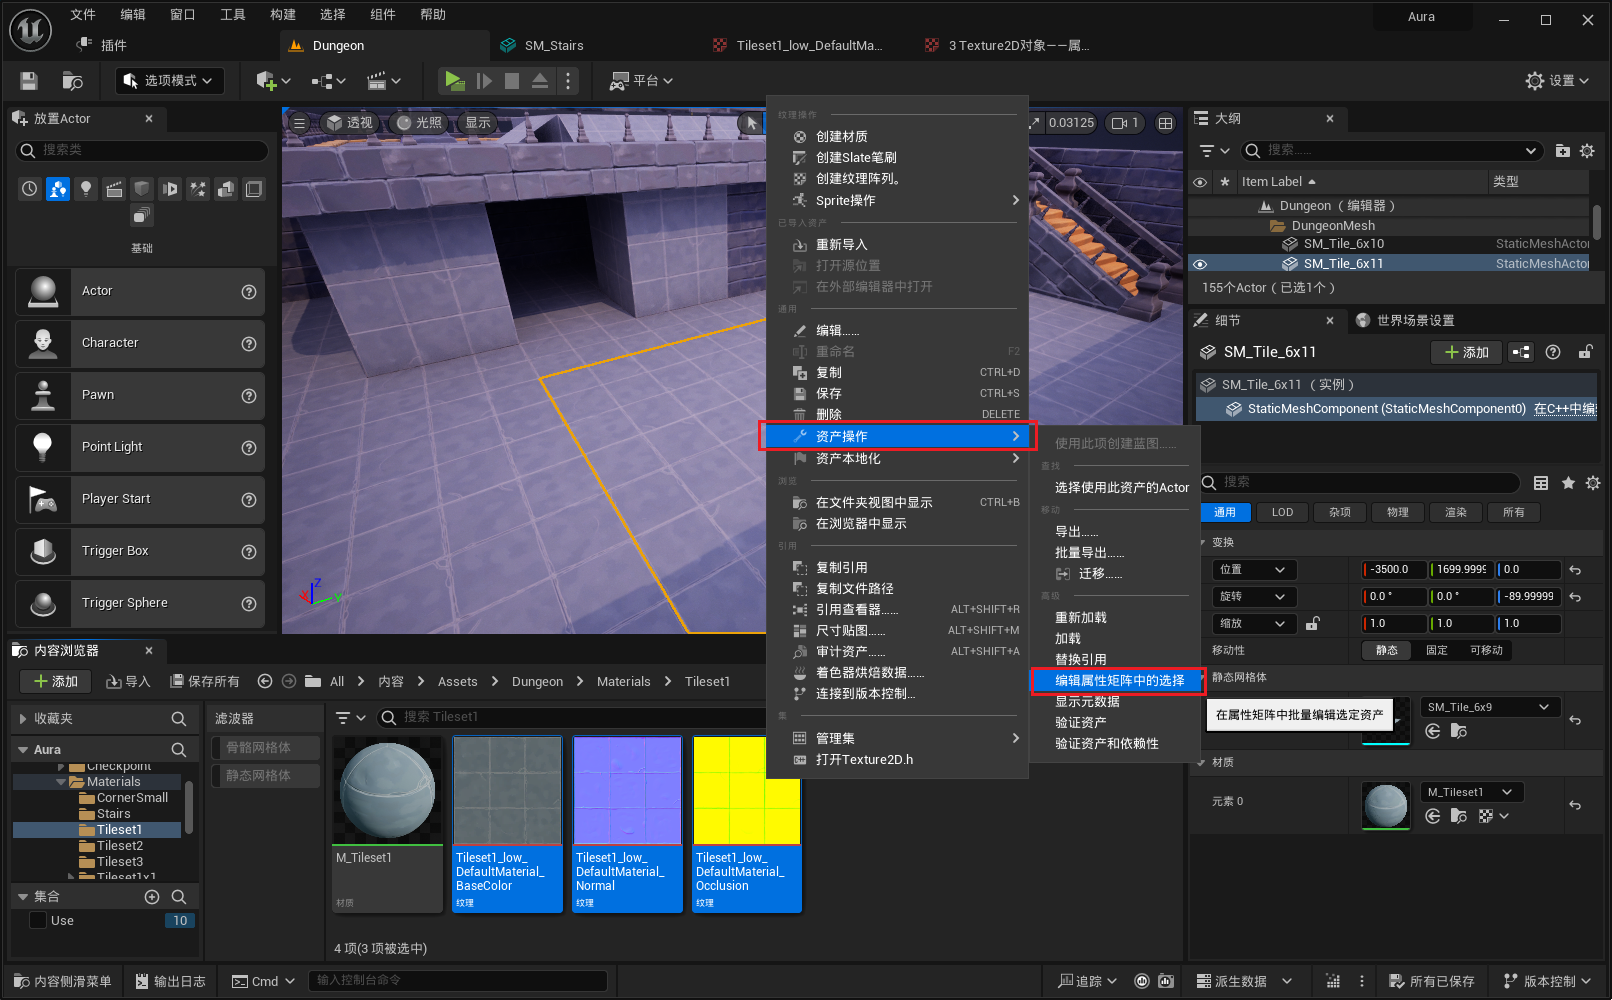 文件
编辑
窗口
工具
构建
选择
组件
帮助
Aura
插件
Dungeon
SM_Stairs
Tileset1_low_DefaultMa...
3 Texture2D对象——属...
选项模式
平台
设置
放置Actor
搜索类
基础
Actor
Character
Pawn
Point Light
Player Start
Trigger Box
Trigger Sphere
透视
光照
显示
0.03125
1
Z
X
Y
纹理操作
创建材质
创建Slate笔刷
创建纹理阵列。
Sprite操作
已导入资产
重新导入
打开源位置
在外部编辑器中打开
通用
编辑......
重命名 F2
复制 CTRL+D
保存 CTRL+S
删除 DELETE
资产操作
资产本地化
浏览
在文件夹视图中显示 CTRL+B
在浏览器中显示
引用
复制引用
复制文件路径
引用查看器...... ALT+SHIFT+R
尺寸贴图...... ALT+SHIFT+M
审计资产...... ALT+SHIFT+A
着色器烘焙数据......
连接到版本控制...
集
管理集
打开Texture2D.h
使用此项创建蓝图......
查找
选择使用此资产的Actor
移动
导出......
批量导出......
迁移......
高级
重新加载
加载
替换引用
编辑属性矩阵中的选择
显示元数据
验证资产
验证资产和依赖性
在属性矩阵中批量编辑选定资产
大纲
搜索......
Item Label
类型
Dungeon（编辑器）
DungeonMesh
SM_Tile_6x10 StaticMeshActor
SM_Tile_6x11 StaticMeshActor
155个Actor（已选1个）
细节
世界场景设置
SM_Tile_6x11
添加
SM_Tile_6x11 （实例）
StaticMeshComponent (StaticMeshComponent0) 在C++中编辑
搜索
通用
LOD
杂项
物理
渲染
所有
变换
位置 -3500.0 1699.9999 0.0
旋转 0.0 ° 0.0 ° -89.99999
缩放 1.0 1.0 1.0
移动性 静态 固定 可移动
静态网格体
SM_Tile_6x9
材质
元素 0
M_Tileset1
内容浏览器
添加
导入
保存所有
All
内容
Assets
Dungeon
Materials
Tileset1
收藏夹
Aura
Checkpoint
Materials
CornerSmall
Stairs
Tileset1
Tileset2
Tileset3
Tileset1x1
集合
Use 10
滤波器
骨骼网格体
静态网格体
搜索 Tileset1
M_Tileset1
材质
Tileset1_low_
DefaultMaterial_
BaseColor
纹理
Tileset1_low_
DefaultMaterial_
Normal
纹理
Tileset1_low_
DefaultMaterial_
Occlusion
纹理
4 项(3 项被选中)
内容侧滑菜单
输出日志
Cmd
输入控制台命令
追踪
派生数据
所有已保存
版本控制